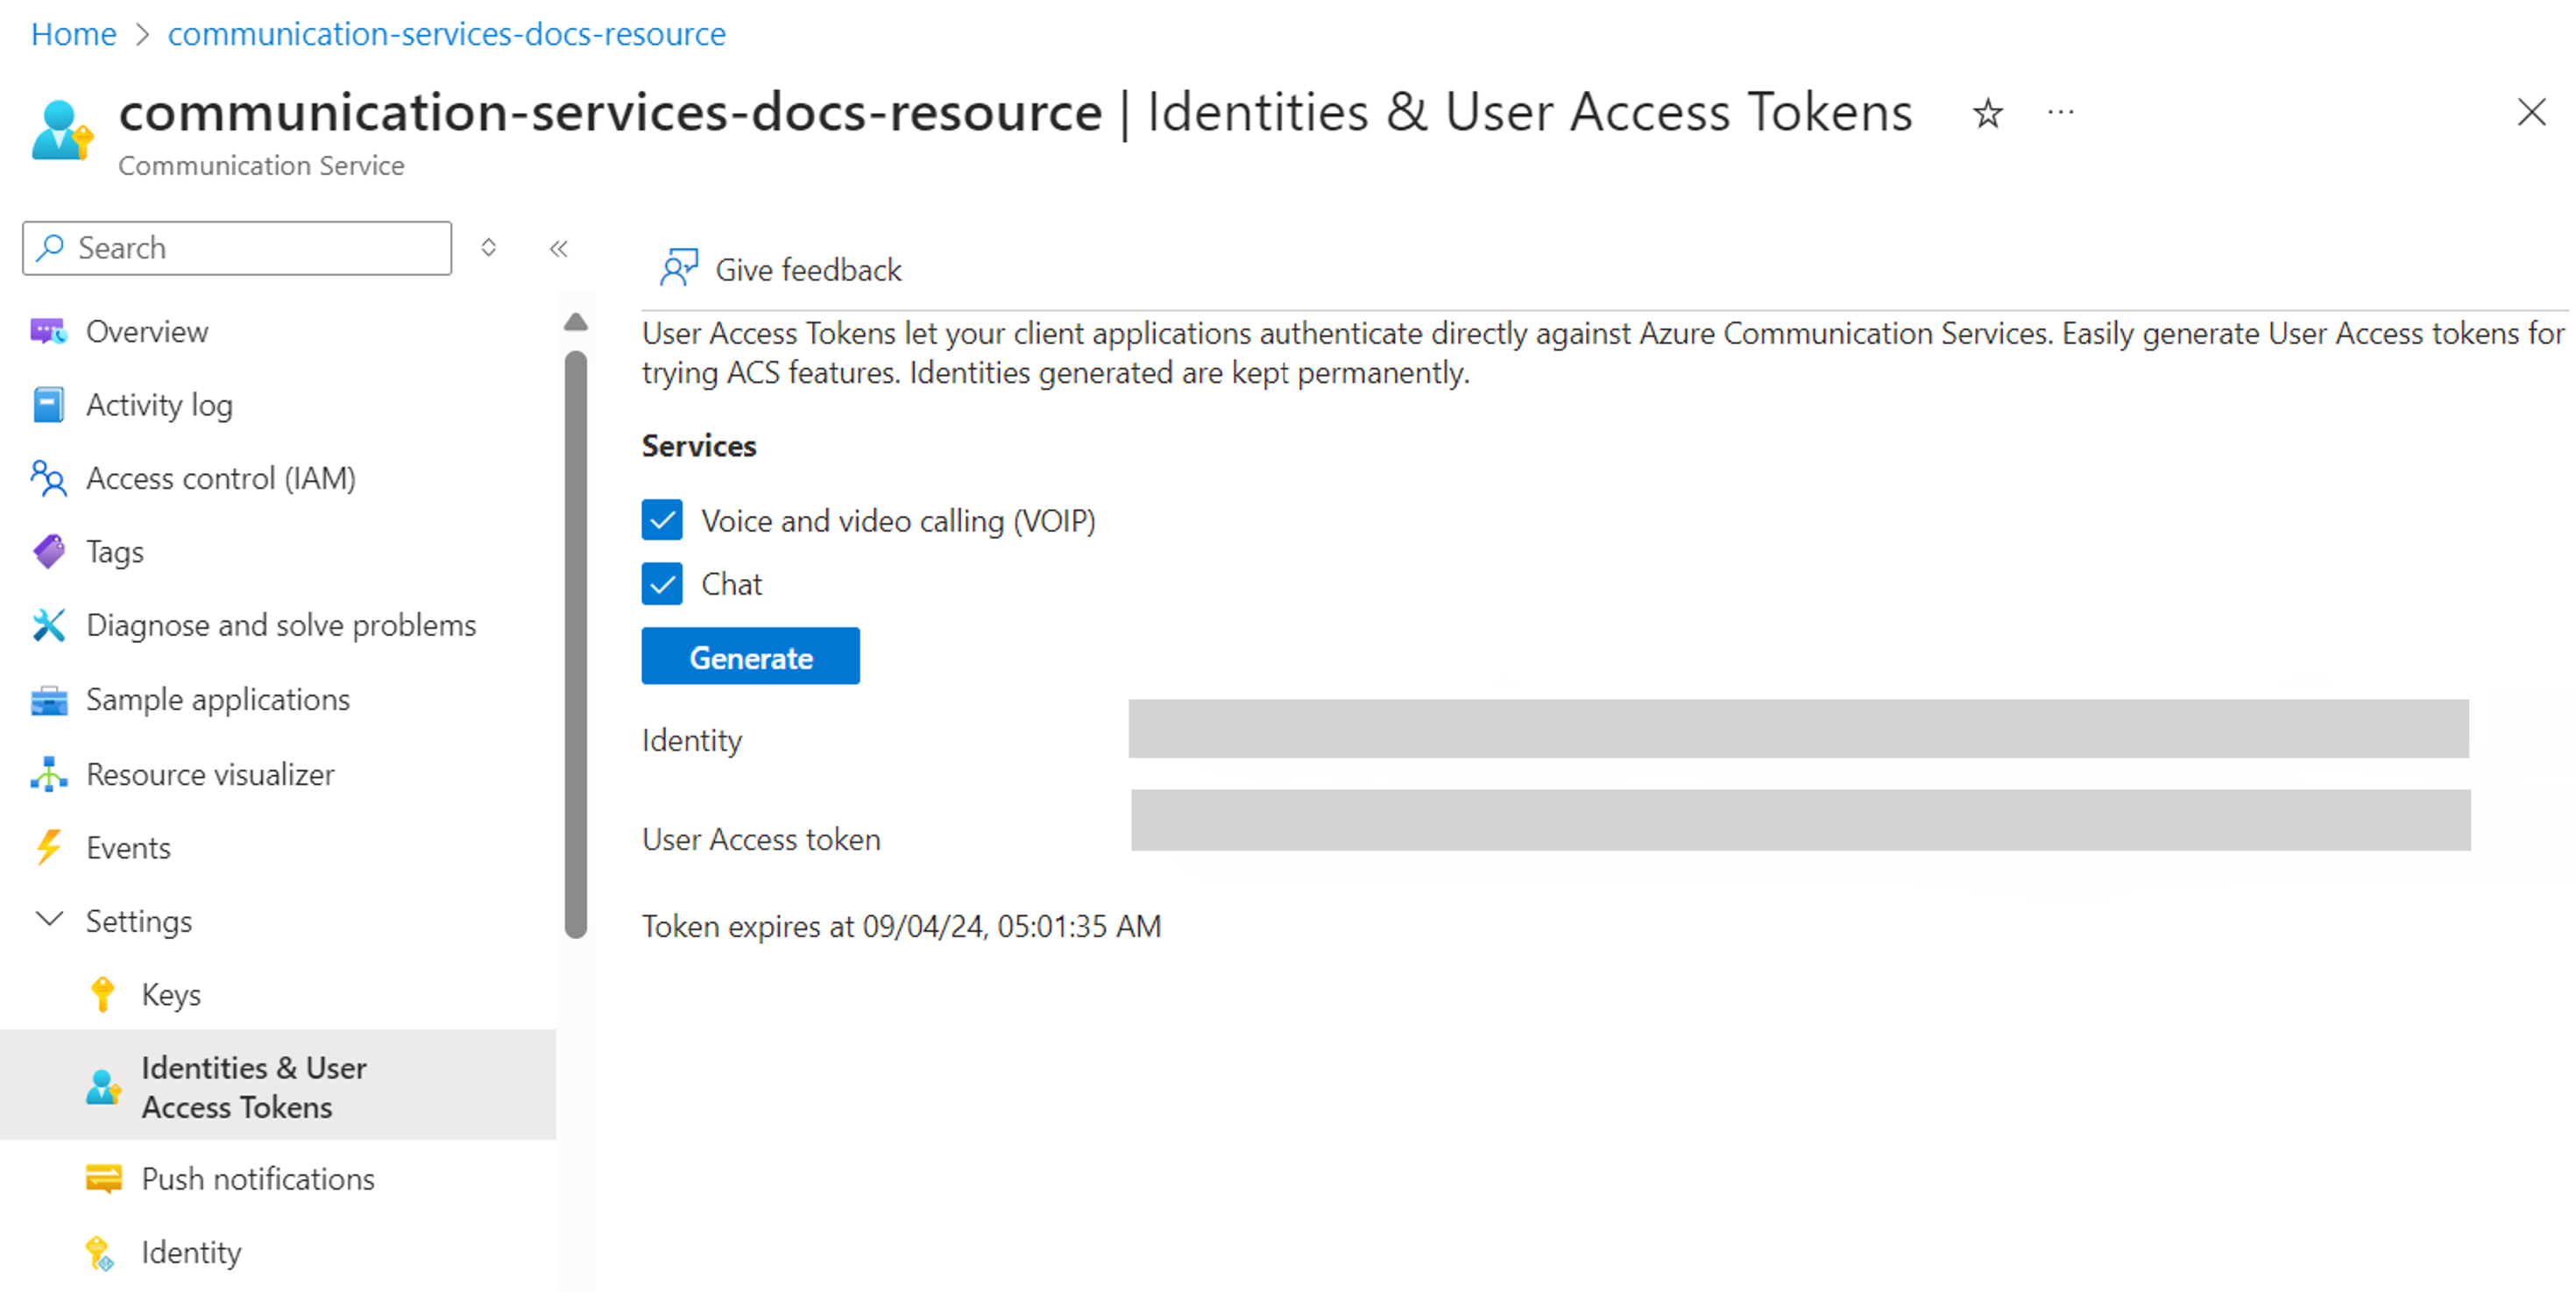 Home > communication-services-docs-resource
communication-services-docs-resource | Identities & User Access Tokens
Communication Service
Search
Overview
Activity log
Access control (IAM)
Tags
Diagnose and solve problems
Sample applications
Resource visualizer
Events
Settings
Keys
Identities & User
Access Tokens
Push notifications
Identity
Give feedback
User Access Tokens let your client applications authenticate directly against Azure Communication Services. Easily generate User Access tokens for
trying ACS features. Identities generated are kept permanently.
Services
Voice and video calling (VOIP)
Chat
Generate
Identity
User Access token
Token expires at 09/04/24, 05:01:35 AM